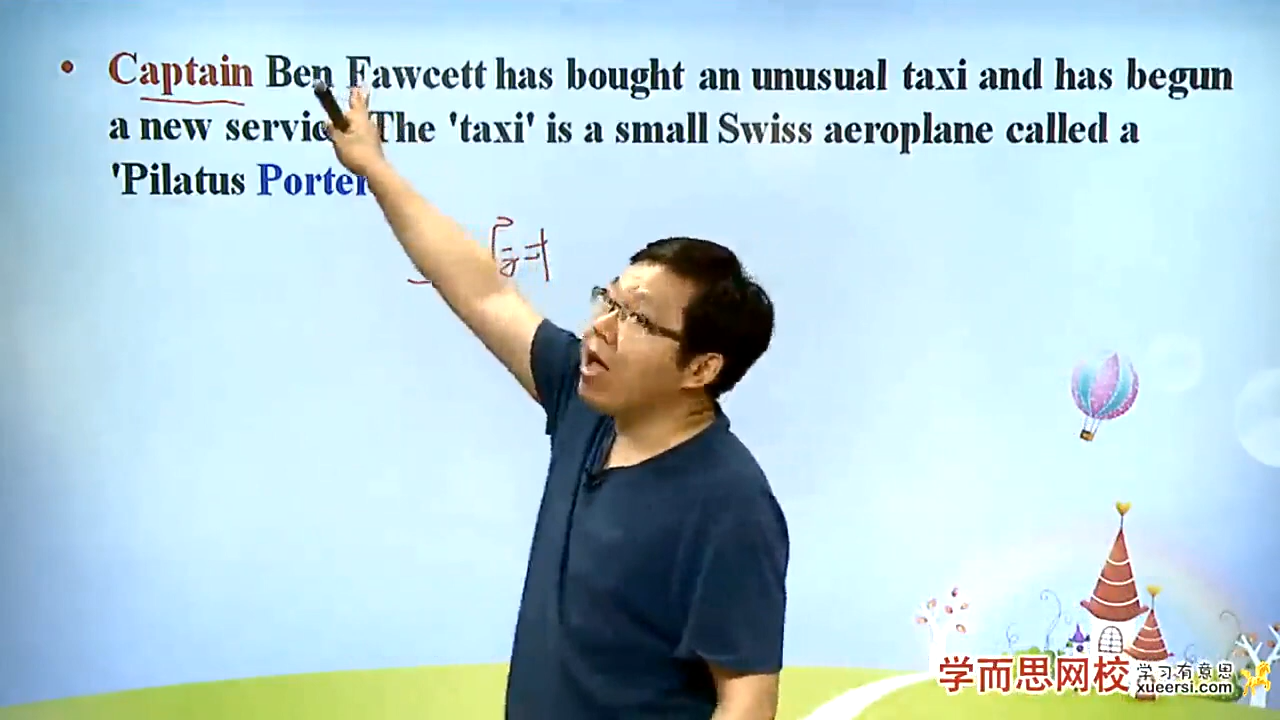 • Captain Ben Fawcett has bought an unusual taxi and has begun
a new servic The 'taxi' is a small Swiss aeroplane called a
'Pilatus Porter
学而思网校 学习有意思
xueersi.com